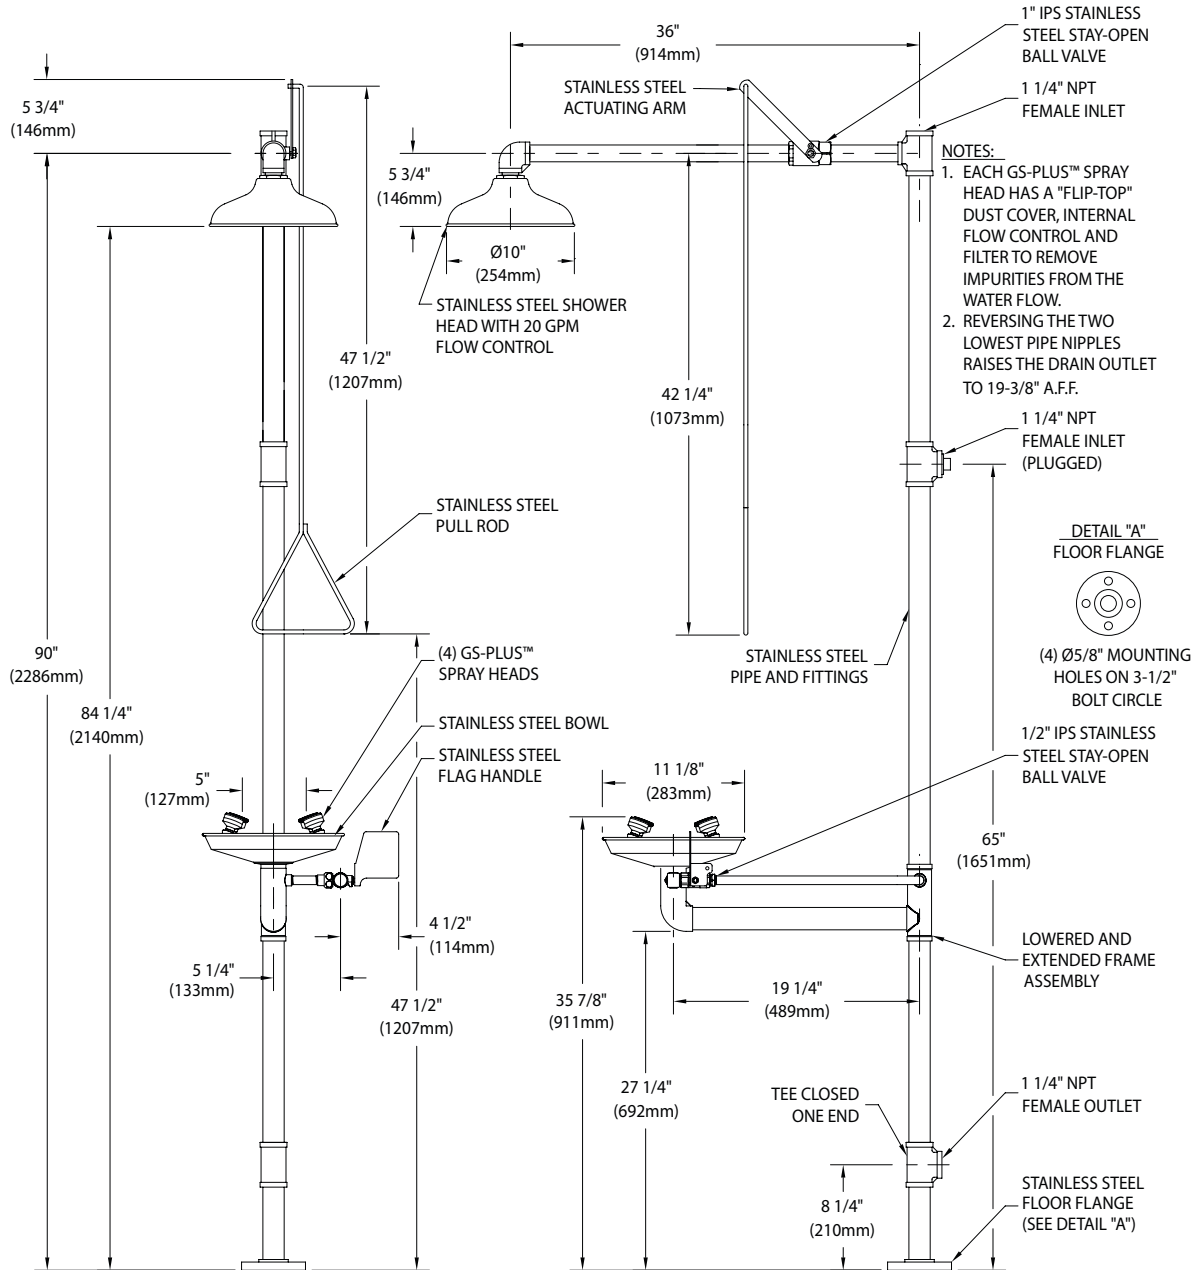 1" IPS STAINLESS
STEEL STAY-OPEN
BALL VALVE
36"
(914mm)
STAINLESS STEEL
ACTUATING ARM
1 1/4" NPT
FEMALE INLET
5 3/4"
(146mm)
5 3/4"
(146mm)
Ø10"
(254mm)
STAINLESS STEEL SHOWER
HEAD WITH 20 GPM
FLOW CONTROL
NOTES:
1. EACH GS-PLUS™ SPRAY
HEAD HAS A "FLIP-TOP"
DUST COVER, INTERNAL
FLOW CONTROL AND
FILTER TO REMOVE
IMPURITIES FROM THE
WATER FLOW.
2. REVERSING THE TWO
LOWEST PIPE NIPPLES
RAISES THE DRAIN OUTLET
TO 19-3/8" A.F.F.
47 1/2"
(1207mm)
42 1/4"
(1073mm)
1 1/4" NPT
FEMALE INLET
(PLUGGED)
STAINLESS STEEL
PULL ROD
DETAIL "A"
FLOOR FLANGE
(4) Ø5/8" MOUNTING
HOLES ON 3-1/2"
BOLT CIRCLE
90"
(2286mm)
84 1/4"
(2140mm)
(4) GS-PLUS™
SPRAY HEADS
STAINLESS STEEL
PIPE AND FITTINGS
STAINLESS STEEL BOWL
STAINLESS STEEL
FLAG HANDLE
1/2" IPS STAINLESS
STEEL STAY-OPEN
BALL VALVE
5"
(127mm)
11 1/8"
(283mm)
65"
(1651mm)
4 1/2"
(114mm)
5 1/4"
(133mm)
47 1/2"
(1207mm)
35 7/8"
(911mm)
19 1/4"
(489mm)
LOWERED AND
EXTENDED FRAME
ASSEMBLY
27 1/4"
(692mm)
TEE CLOSED
ONE END
1 1/4" NPT
FEMALE OUTLET
8 1/4"
(210mm)
STAINLESS STEEL
FLOOR FLANGE
(SEE DETAIL "A")